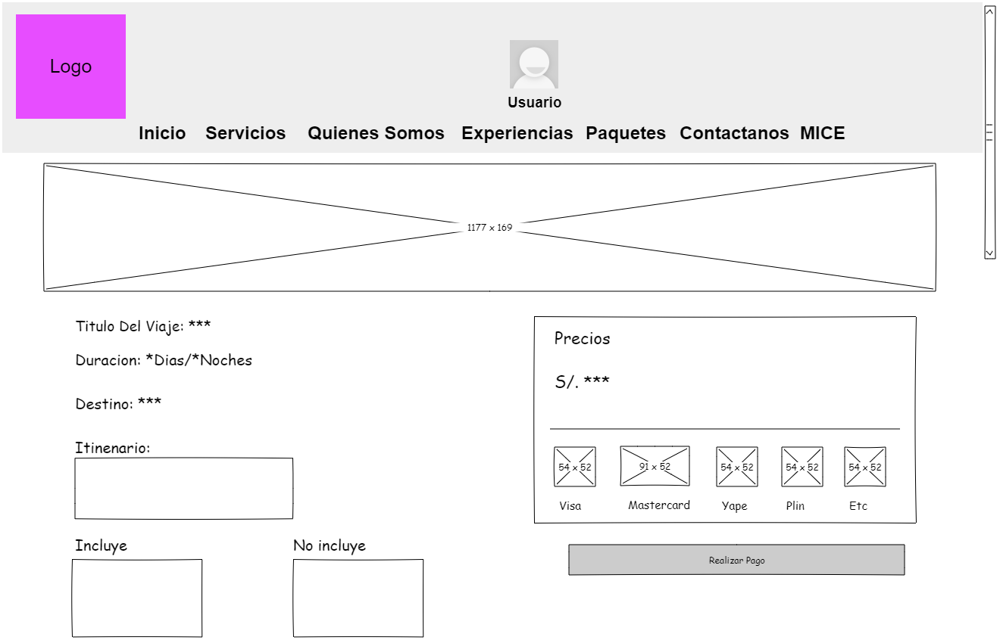 Logo
Usuario
Inicio Servicios Quienes Somos Experiencias Paquetes Contactanos MICE
1177 x 169
Titulo Del Viaje: ***
Duracion: *Dias/*Noches
Destino: ***
Itinenario:
Incluye No incluye
Precios
S/. ***
54 x 52 91 x 52 54 x 52 54 x 52 54 x 52
Visa Mastercard Yape Plin Etc
Realizar Pago